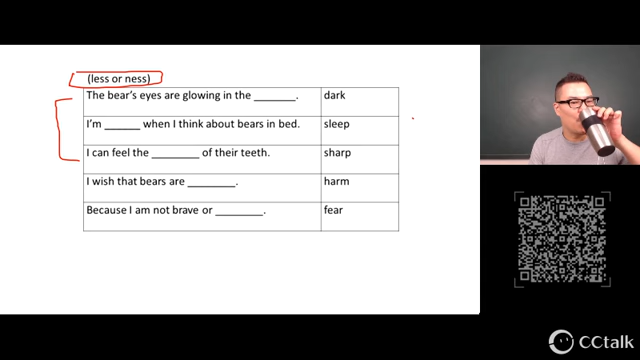 (less or ness)
The bear's eyes are glowing in the _______. dark
I'm ______ when I think about bears in bed. sleep
I can feel the ________ of their teeth. sharp
I wish that bears are ________. harm
Because I am not brave or ________. fear
CCtalk